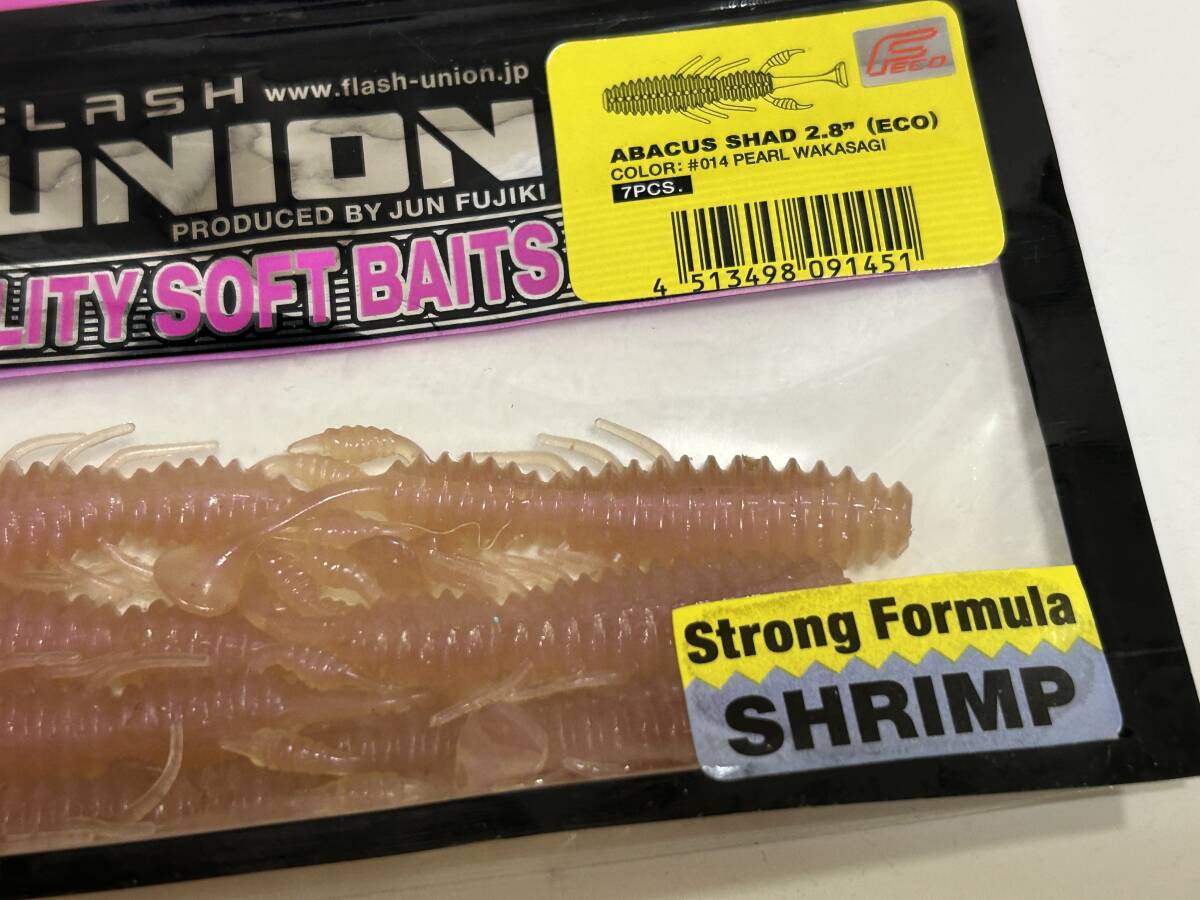 FLASH
www.flash-union.jp
UNION
PRODUCED BY JUN FUJIKI
LITY SOFT BAITS
Feco
ABACUS SHAD 2.8” (ECO)
COLOR: #014 PEARL WAKASAGI
7PCS.
4 513498 091451
Strong Formula
SHRIMP